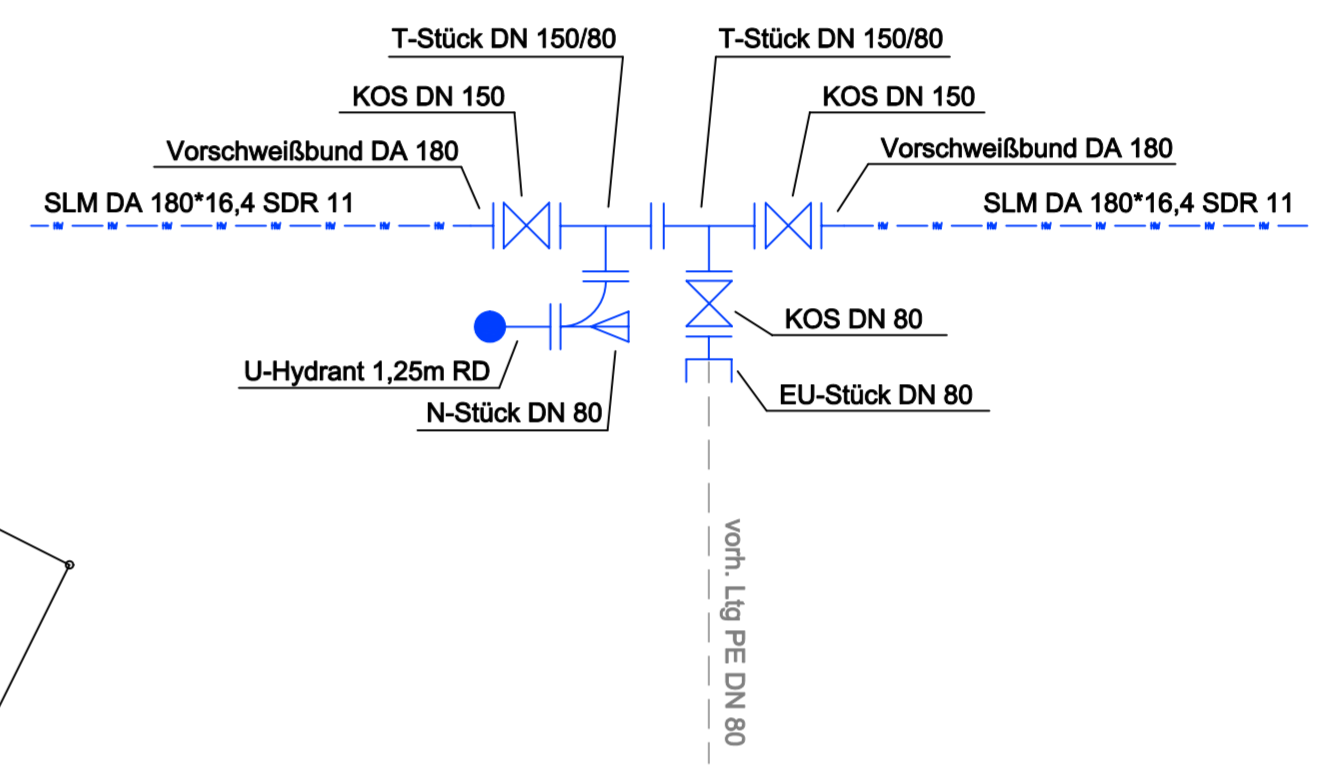 T-Stück DN 150/80
T-Stück DN 150/80
KOS DN 150
KOS DN 150
Vorschweißbund DA 180
Vorschweißbund DA 180
SLM DA 180*16,4 SDR 11
SLM DA 180*16,4 SDR 11
KOS DN 80
U-Hydrant 1,25m RD
EU-Stück DN 80
N-Stück DN 80
vorh. Ltg PE DN 80